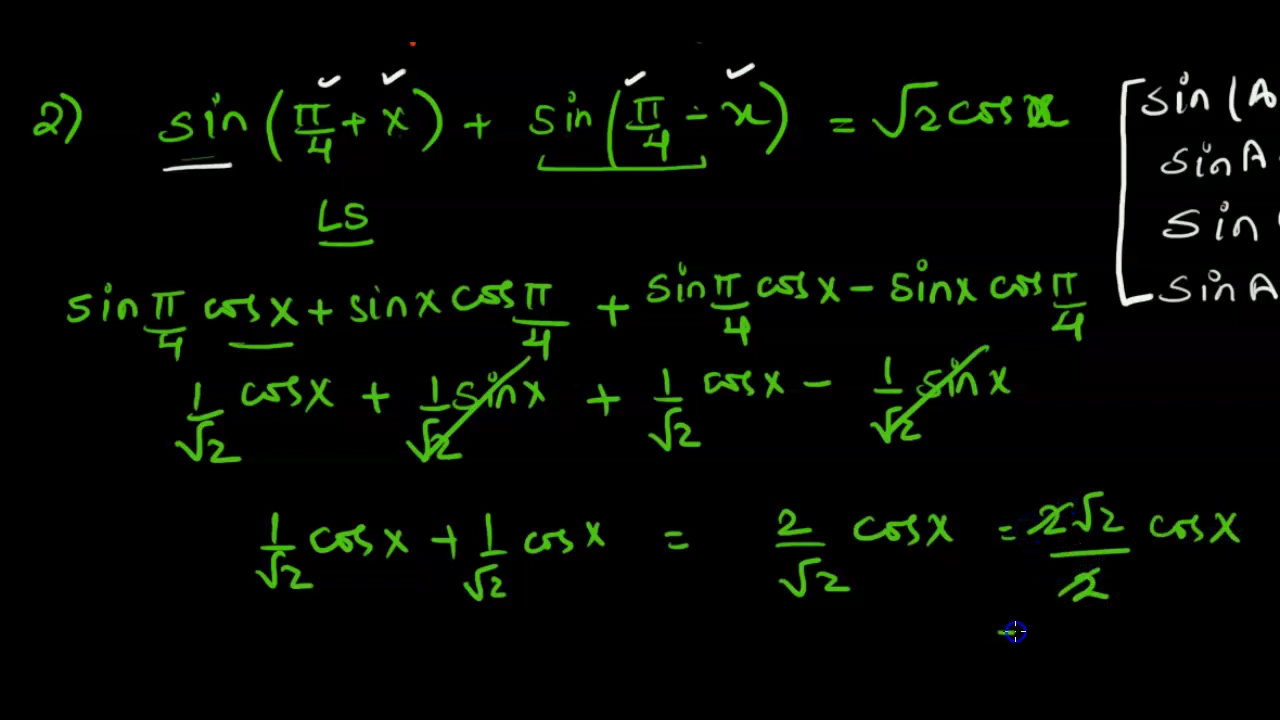 2) sin(π/4 + x) + sin(π/4 - x) = √2 cos x
sin (A
sin A
sin
sin A
LS
sin π/4 cos x + sin x cos π/4 + sin π/4 cos x - sin x cos π/4
1/√2 cos x + 1/√2 sin x + 1/√2 cos x - 1/√2 sin x
1/√2 cos x + 1/√2 cos x = 2/√2 cos x = 2√2/2 cos x